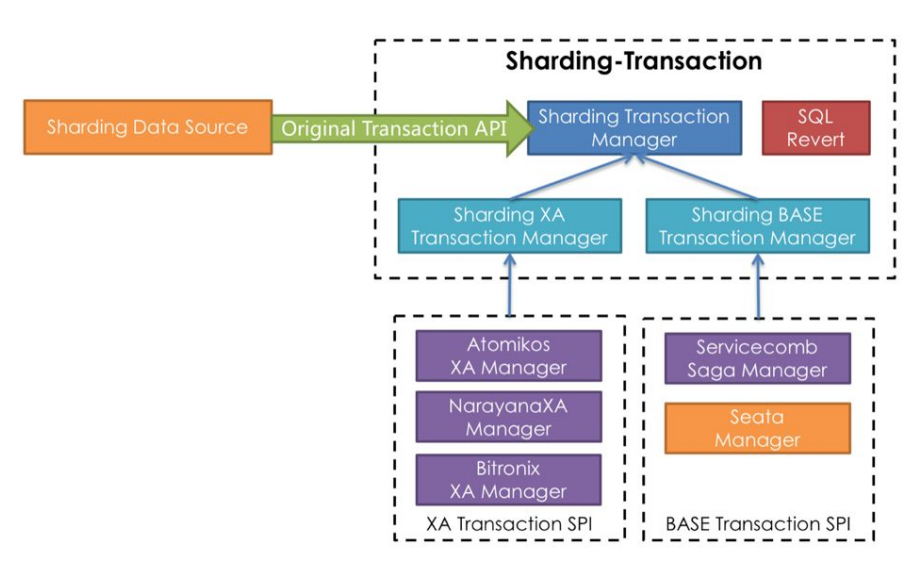 Sharding-Transaction
Sharding Data Source
Original Transaction API
Sharding Transaction
Manager
SQL
Revert
Sharding XA
Transaction Manager
Sharding BASE
Transaction Manager
Atomikos
XA Manager
NarayanaXA
Manager
Bitronix
XA Manager
XA Transaction SPI
Servicecomb
Saga Manager
Seata
Manager
BASE Transaction SPI